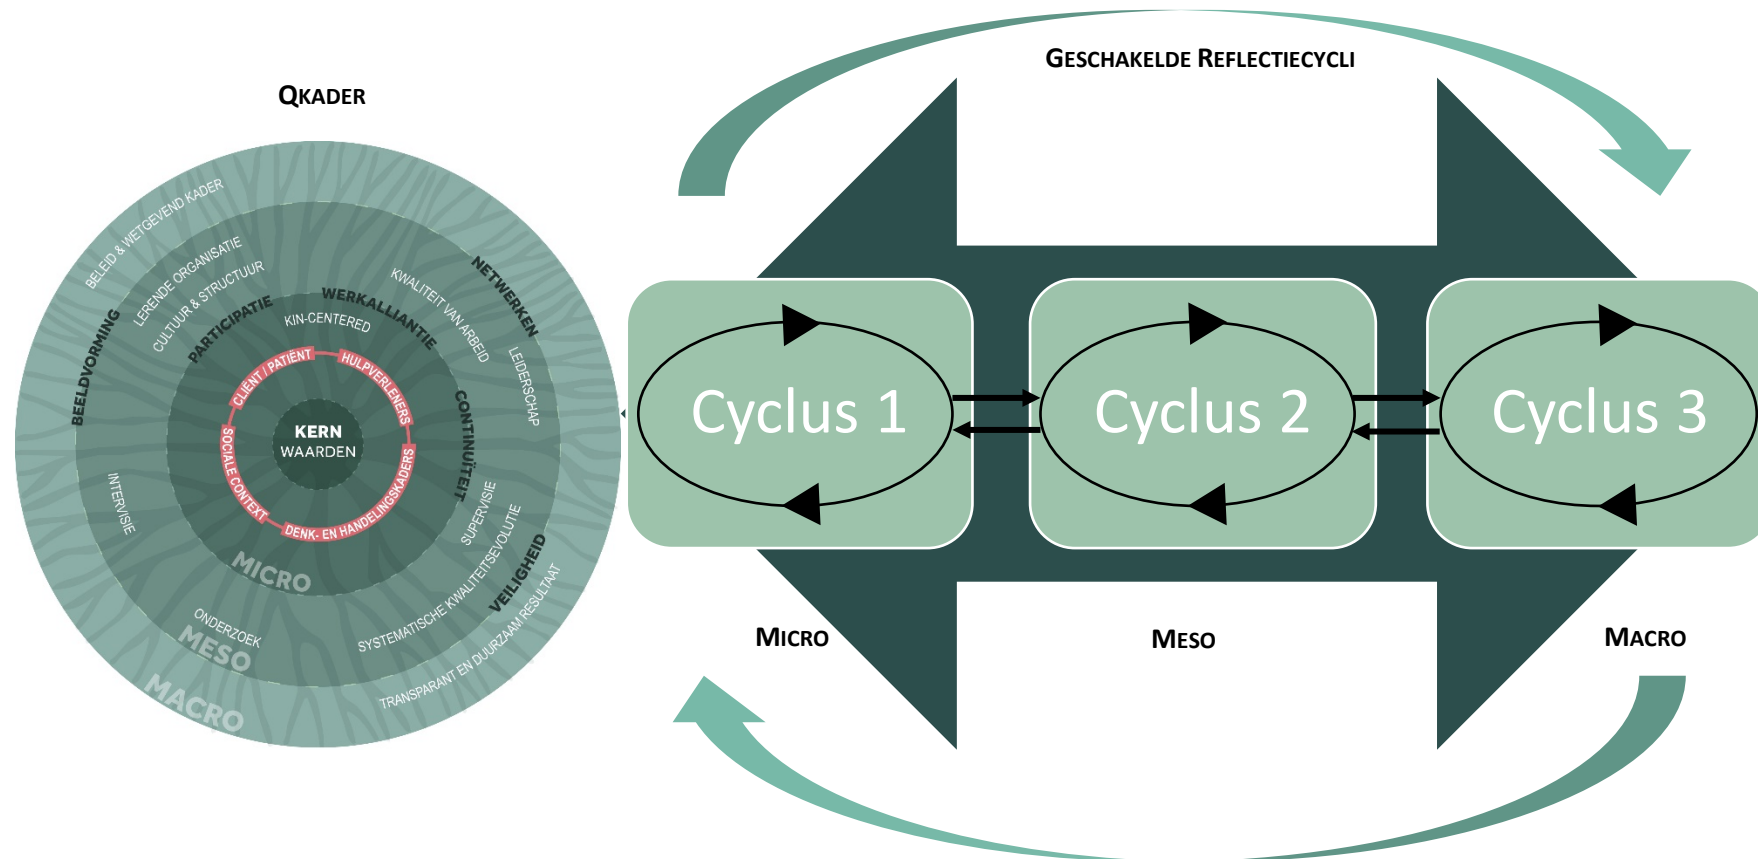 QKADER
BELEID & WETGEVEND KADER
LERENDE ORGANISATIE
CULTUUR & STRUCTUUR
BEELDVORMING
PARTICIPATIE
WERKALLIANTIE
KIN-CENTERED
NETWERKEN
KWALITEIT VAN ARBEID
LEIDERSCHAP
CLIËNT / PATIËNT
HULPVERLENERS
SOCIALE CONTEXT
DENK- EN HANDELINGSKADERS
KERN
WAARDEN
CONTINUÏTEIT
INTERVISIE
SUPERVISIE
SYSTEMATISCHE KWALITEITSEVOLUTIE
VEILIGHEID
TRANSPARANT EN DUURZAAM RESULTAAT
ONDERZOEK
MICRO
MESO
MACRO
GESCHAKELDE REFLECTIECYCLI
Cyclus 1
Cyclus 2
Cyclus 3
MICRO
MESO
MACRO